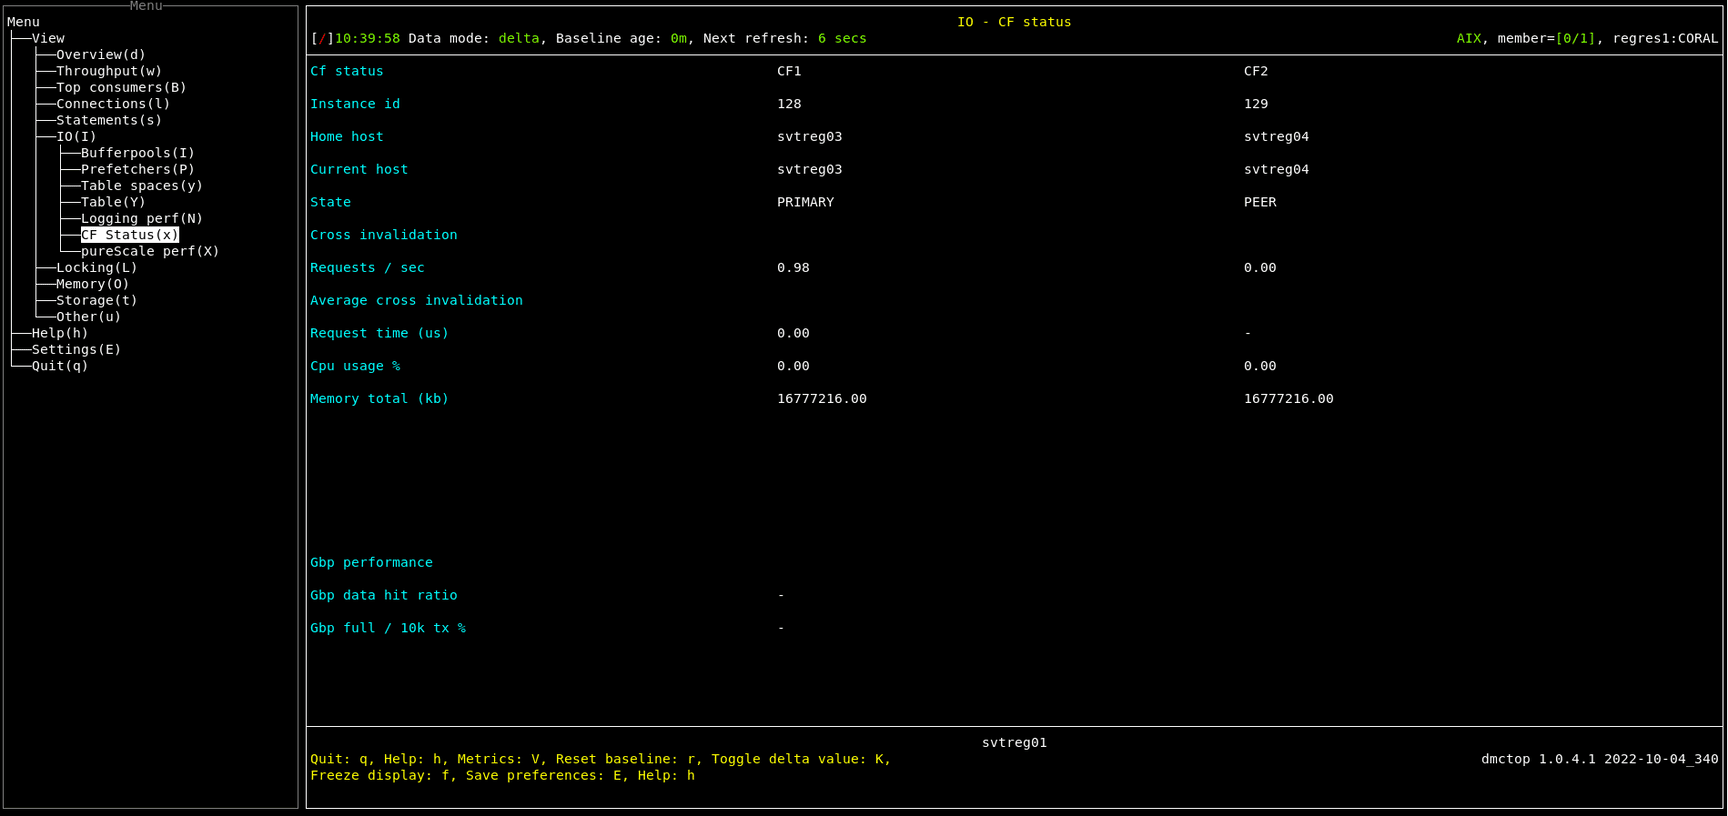 Menu
Menu
View
Overview(d)
Throughput(w)
Top consumers(B)
Connections(l)
Statements(s)
IO(I)
Bufferpools(I)
Prefetchers(P)
Table spaces(y)
Table(Y)
Logging perf(N)
CF Status(x)
pureScale perf(X)
Locking(L)
Memory(O)
Storage(t)
Other(u)
Help(h)
Settings(E)
Quit(q)
IO - CF status
[/]10:39:58 Data mode: delta, Baseline age: 0m, Next refresh: 6 secs AIX, member=[0/1], regres1:CORAL
Cf status CF1 CF2
Instance id 128 129
Home host svtreg03 svtreg04
Current host svtreg03 svtreg04
State PRIMARY PEER
Cross invalidation
Requests / sec 0.98 0.00
Average cross invalidation
Request time (us) 0.00 -
Cpu usage % 0.00 0.00
Memory total (kb) 16777216.00 16777216.00
Gbp performance
Gbp data hit ratio -
Gbp full / 10k tx % -
svtreg01
Quit: q, Help: h, Metrics: V, Reset baseline: r, Toggle delta value: K, dmctop 1.0.4.1 2022-10-04_340
Freeze display: f, Save preferences: E, Help: h